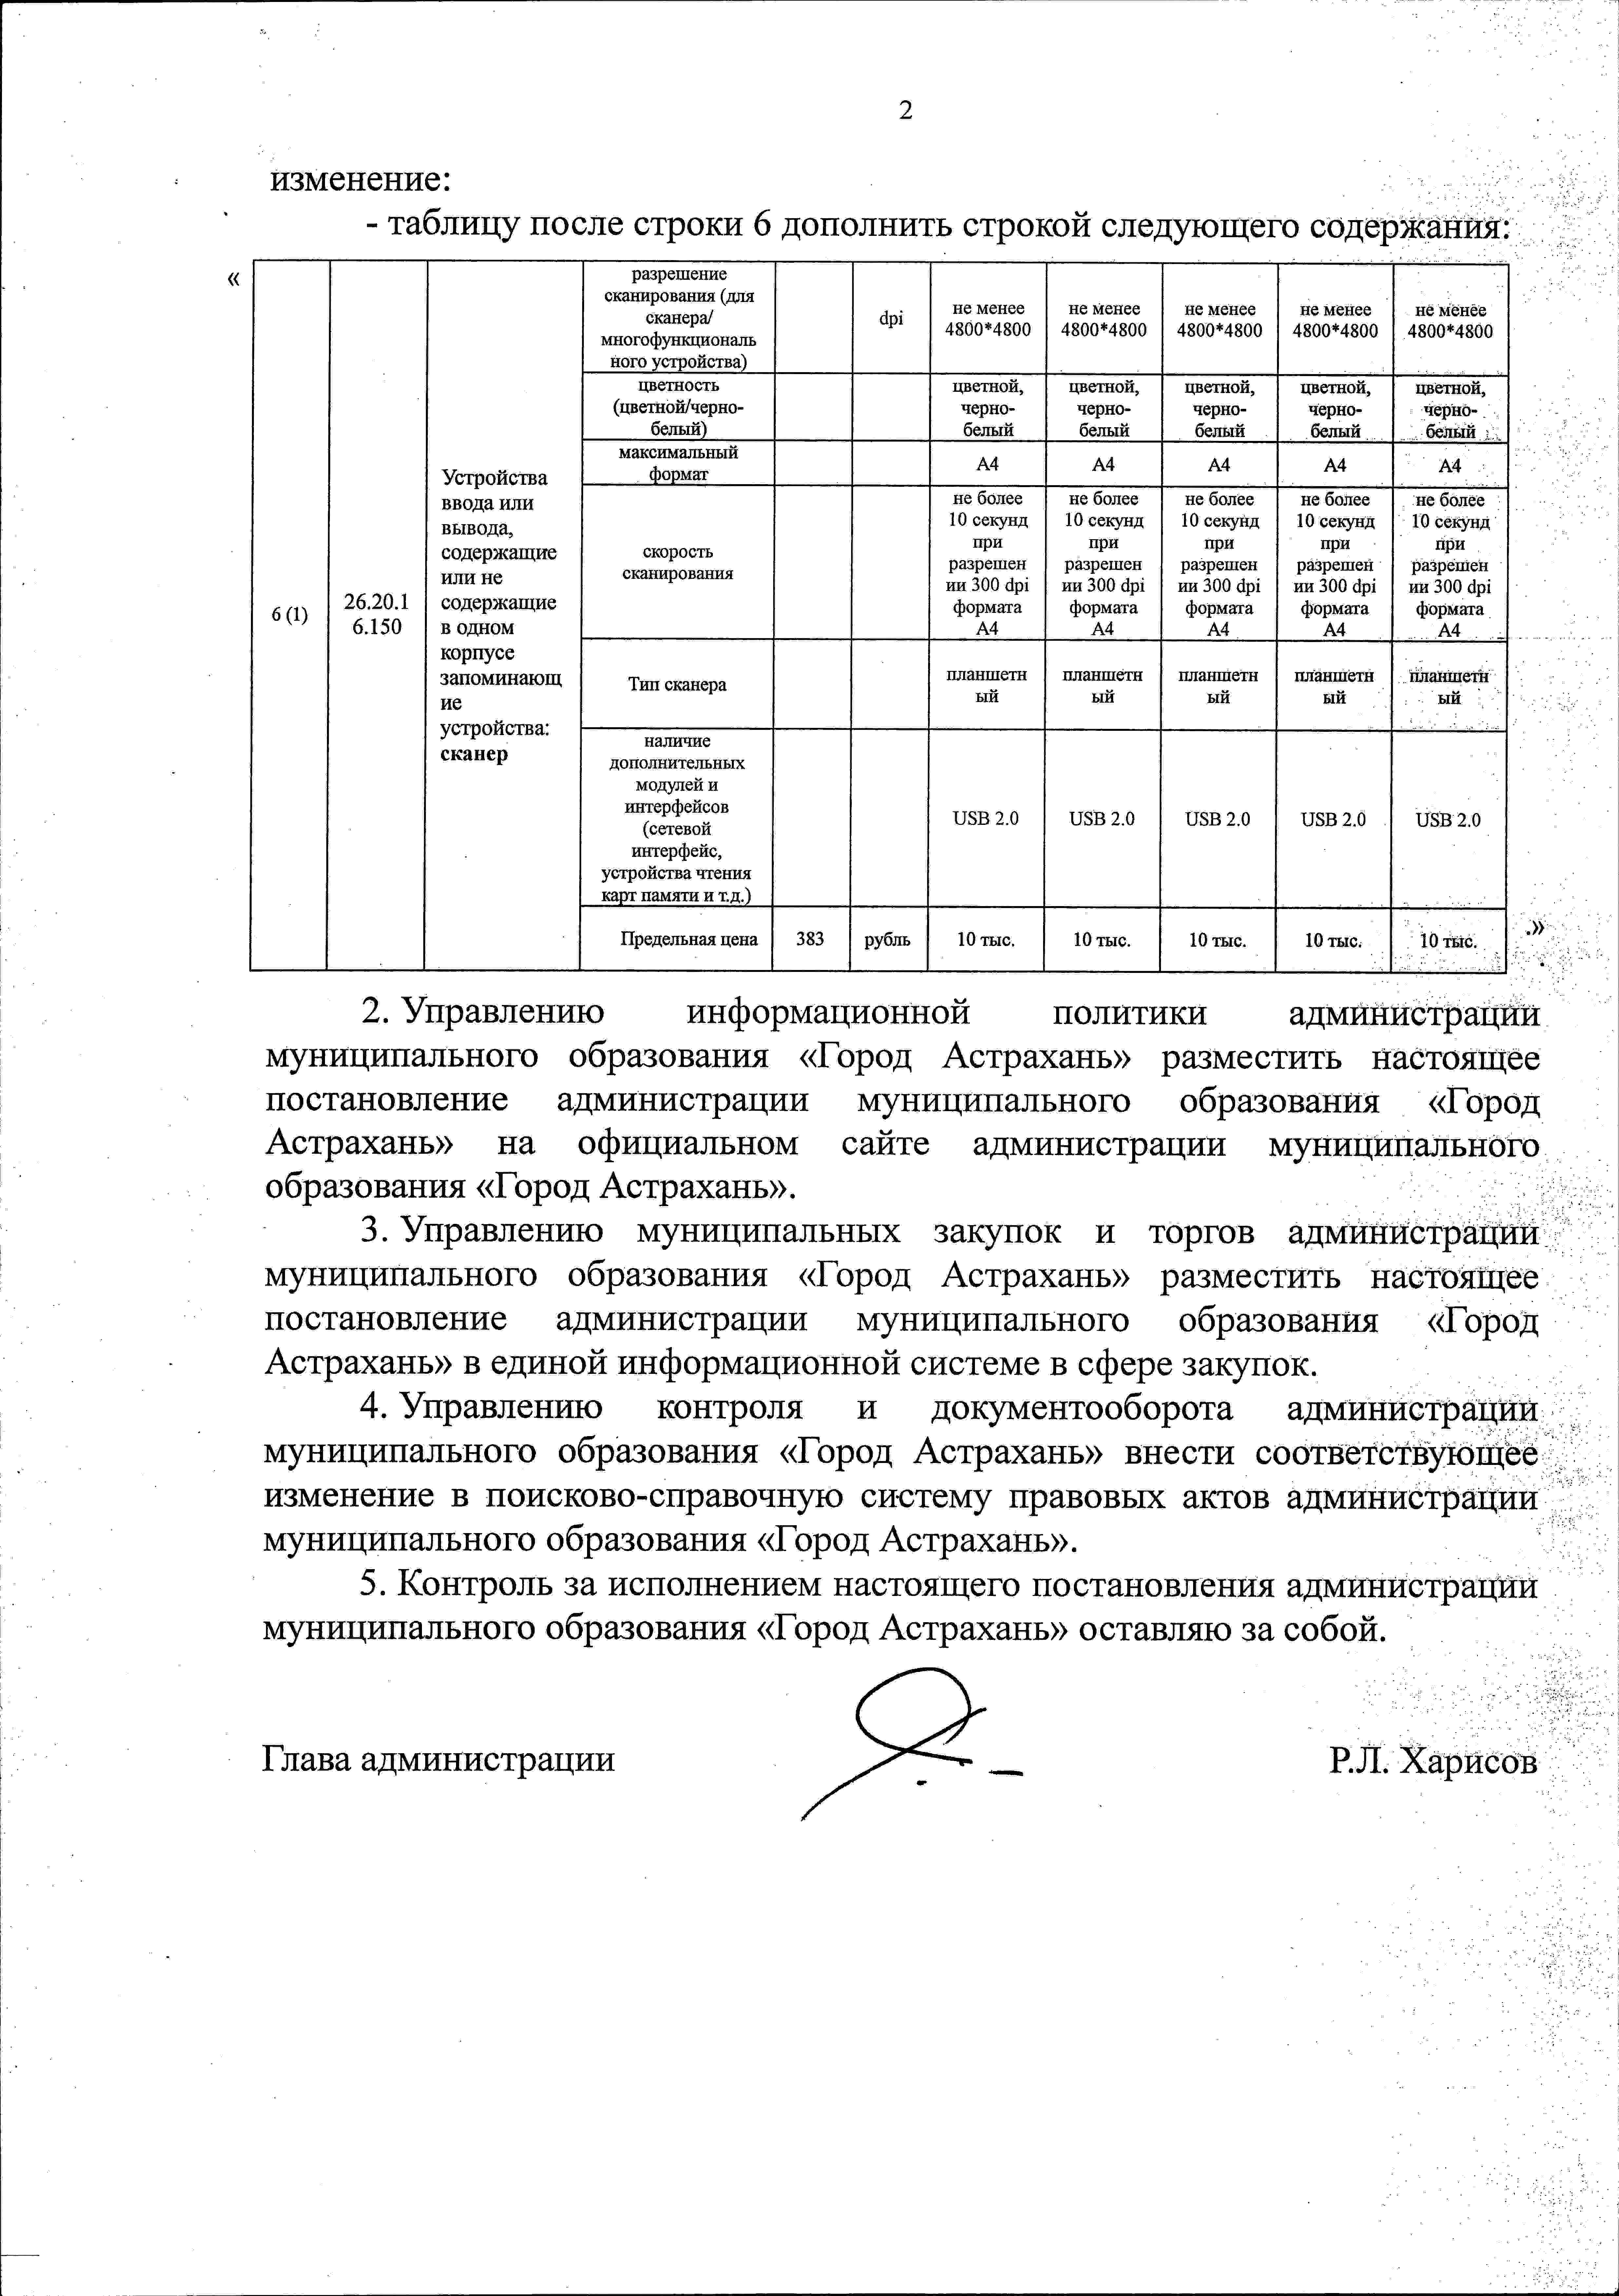 2
изменение:
- таблицу после строки 6 дополнить строкой следующего содержания:
«
6 (1)
26.20.1
6.150
Устройства
ввода или
вывода,
содержащие
или не
содержащие
в одном
корпусе
запоминающ
ие
устройства:
сканер
разрешение
сканирования (для
сканера/
многофункциональ
ного устройства)
dpi
не менее
4800*4800
не менее
4800*4800
не менее
4800*4800
не менее
4800*4800
не менее
4800*4800
цветность
(цветной/черно-
белый)
цветной,
черно-
белый
цветной,
черно-
белый
цветной,
черно-
белый
цветной,
черно-
белый
цветной,
черно-
белый
максимальный
формат
А4
А4
А4
А4
А4
скорость
сканирования
не более
10 секунд
при
разрешен
ии 300 dpi
формата
А4
не более
10 секунд
при
разрешен
ии 300 dpi
формата
А4
не более
10 секунд
при
разрешен
ии 300 dpi
формата
А4
не более
10 секунд
при
разрешен
ии 300 dpi
формата
А4
не более
10 секунд
при
разрешен
ии 300 dpi
формата
А4
Тип сканера
планшетн
ый
планшетн
ый
планшетн
ый
планшетн
ый
планшетн
ый
наличие
дополнительных
модулей и
интерфейсов
(сетевой
интерфейс,
устройства чтения
карт памяти и т.д.)
USB 2.0
USB 2.0
USB 2.0
USB 2.0
USB 2.0
Предельная цена
383
рубль
10 тыс.
10 тыс.
10 тыс.
10 тыс.
10 тыс.
.»
2. Управлению информационной политики администрации
муниципального образования «Город Астрахань» разместить настоящее
постановление администрации муниципального образования «Город
Астрахань» на официальном сайте администрации муниципального
образования «Город Астрахань».
3. Управлению муниципальных закупок и торгов администрации
муниципального образования «Город Астрахань» разместить настоящее
постановление администрации муниципального образования «Город
Астрахань» в единой информационной системе в сфере закупок.
4. Управлению контроля и документооборота администрации
муниципального образования «Город Астрахань» внести соответствующее
изменение в поисково-справочную систему правовых актов администрации
муниципального образования «Город Астрахань».
5. Контроль за исполнением настоящего постановления администрации
муниципального образования «Город Астрахань» оставляю за собой.
Глава администрации
Р.Л. Харисов